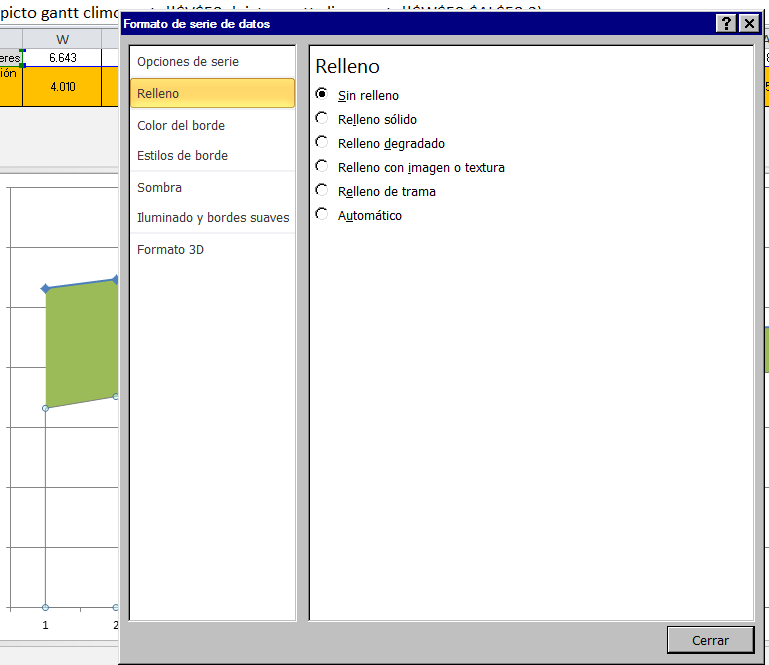 picto gantt climo
Formato de serie de datos
W
eres
6.643
ión
4.010
Opciones de serie
Relleno
Color del borde
Estilos de borde
Sombra
Iluminado y bordes suaves
Formato 3D
Relleno
Sin relleno
Relleno sólido
Relleno degradado
Relleno con imagen o textura
Relleno de trama
Automático
1
2
Cerrar